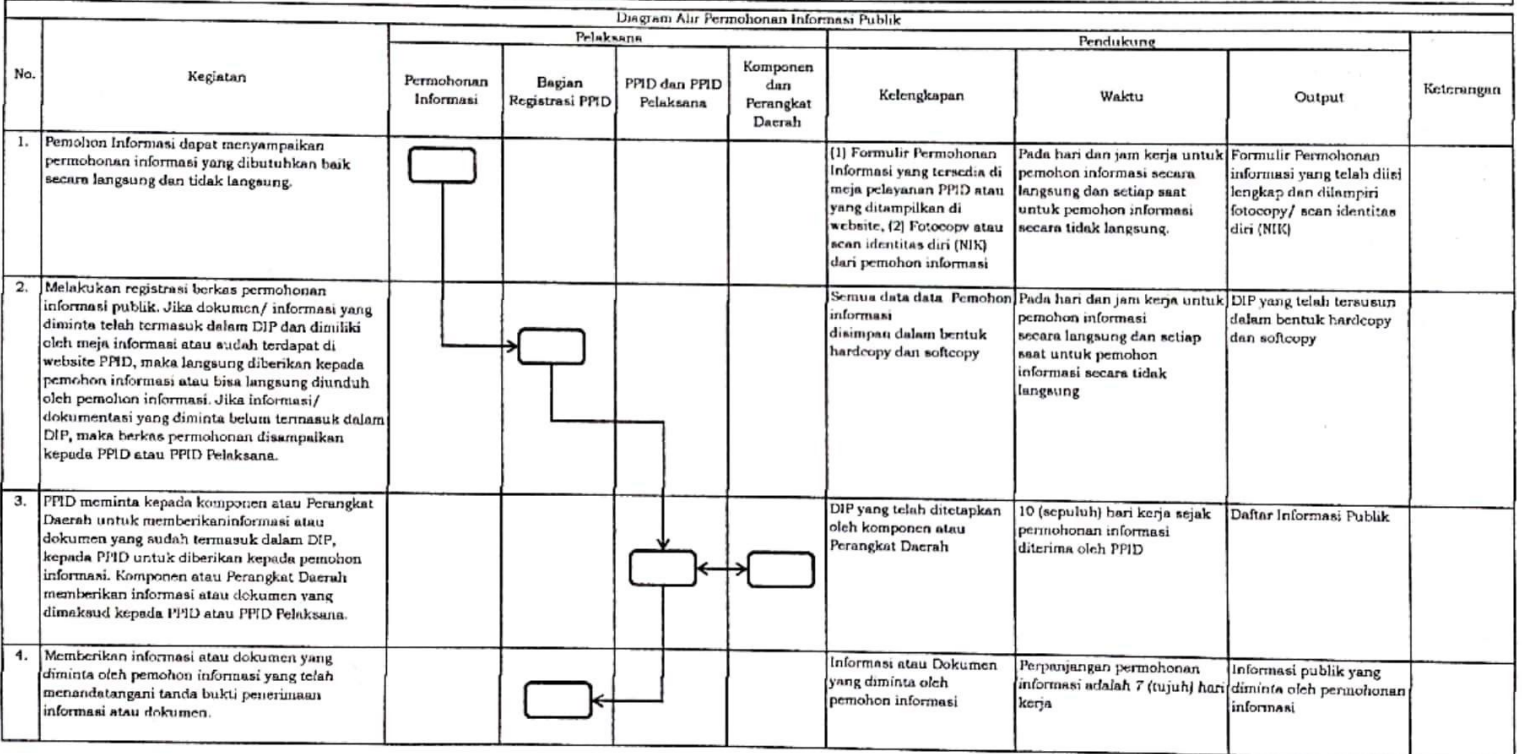 Diagram Alir Permohonan Informasi Publik
No.
Kegiatan
Pelaksana
Pendukung
Keterangan
Permohonan
Informasi
Bagian
Registrasi PPID
PPID dan PPID
Pelaksana
Komponen
dan
Perangkat
Daerah
Kelengkapan
Waktu
Output
1.
Pemohon Informasi dapat menyampaikan
permohonan informasi yang dibutuhkan baik
secara langsung dan tidak langsung.
(1) Formulir Permohonan
Informasi yang tersedia di
meja pelayanan PPID atau
yang ditampilkan di
website, (2) Fotocopy atau
scan identitas diri (NIK)
dari pemohon informasi
Pada hari dan jam kerja untuk
pemohon informasi secara
langsung dan setiap saat
untuk pemohon informasi
secara tidak langsung.
Formulir Permohonan
informasi yang telah diisi
lengkap dan dilampiri
fotocopy/ scan identitas
diri (NIK)
2.
Melakukan registrasi berkas permohonan
informasi publik. Jika dokumen/ informasi yang
diminta telah termasuk dalam DIP dan dimiliki
oleh meja informasi atau sudah terdapat di
website PPID, maka langsung diberikan kepada
pemohon informasi atau bisa langsung diunduh
oleh pemohon informasi. Jika informasi/
dokumentasi yang diminta belum termasuk dalam
DIP, maka berkas permohonan disampaikan
kepada PPID atau PPID Pelaksana.
Semua data data Pemohon
informasi
disimpan dalam bentuk
hardcopy dan softcopy
Pada hari dan jam kerja untuk
pemohon informasi
secara langsung dan setiap
saat untuk pemohon
informasi secara tidak
langsung
DIP yang telah tersusun
dalam bentuk hardcopy
dan softcopy
3.
PPID meminta kepada komponen atau Perangkat
Daerah untuk memberikaninformasi atau
dokumen yang sudah termasuk dalam DIP,
kepada PPID untuk diberikan kepada pemohon
informasi. Komponen atau Perangkat Daerah
memberikan informasi atau dokumen yang
dimaksud kepada PPID atau PPID Pelaksana.
DIP yang telah ditetapkan
oleh komponen atau
Perangkat Daerah
10 (sepuluh) hari kerja sejak
permohonan informasi
diterima oleh PPID
Daftar Informasi Publik
4.
Memberikan informasi atau dokumen yang
diminta oleh pemohon informasi yang telah
menandatangani tanda bukti penerimaan
informasi atau dokumen.
Informasi atau Dokumen
yang diminta oleh
pemohon informasi
Perpanjangan permohonan
informasi adalah 7 (tujuh) hari
kerja
Informasi publik yang
diminta oleh permohonan
informasi